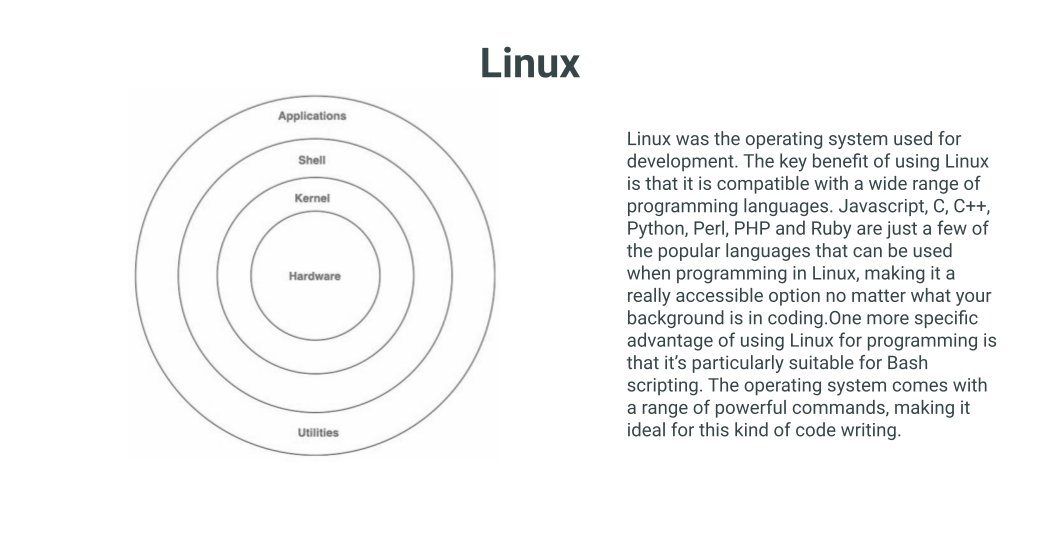 Linux
Applications
Shell
Kernel
Hardware
Utilities
Linux was the operating system used for
development. The key benefit of using Linux
is that it is compatible with a wide range of
programming languages. Javascript, C, C++,
Python, Perl, PHP and Ruby are just a few of
the popular languages that can be used
when programming in Linux, making it a
really accessible option no matter what your
background is in coding.One more specific
advantage of using Linux for programming is
that it’s particularly suitable for Bash
scripting. The operating system comes with
a range of powerful commands, making it
ideal for this kind of code writing.